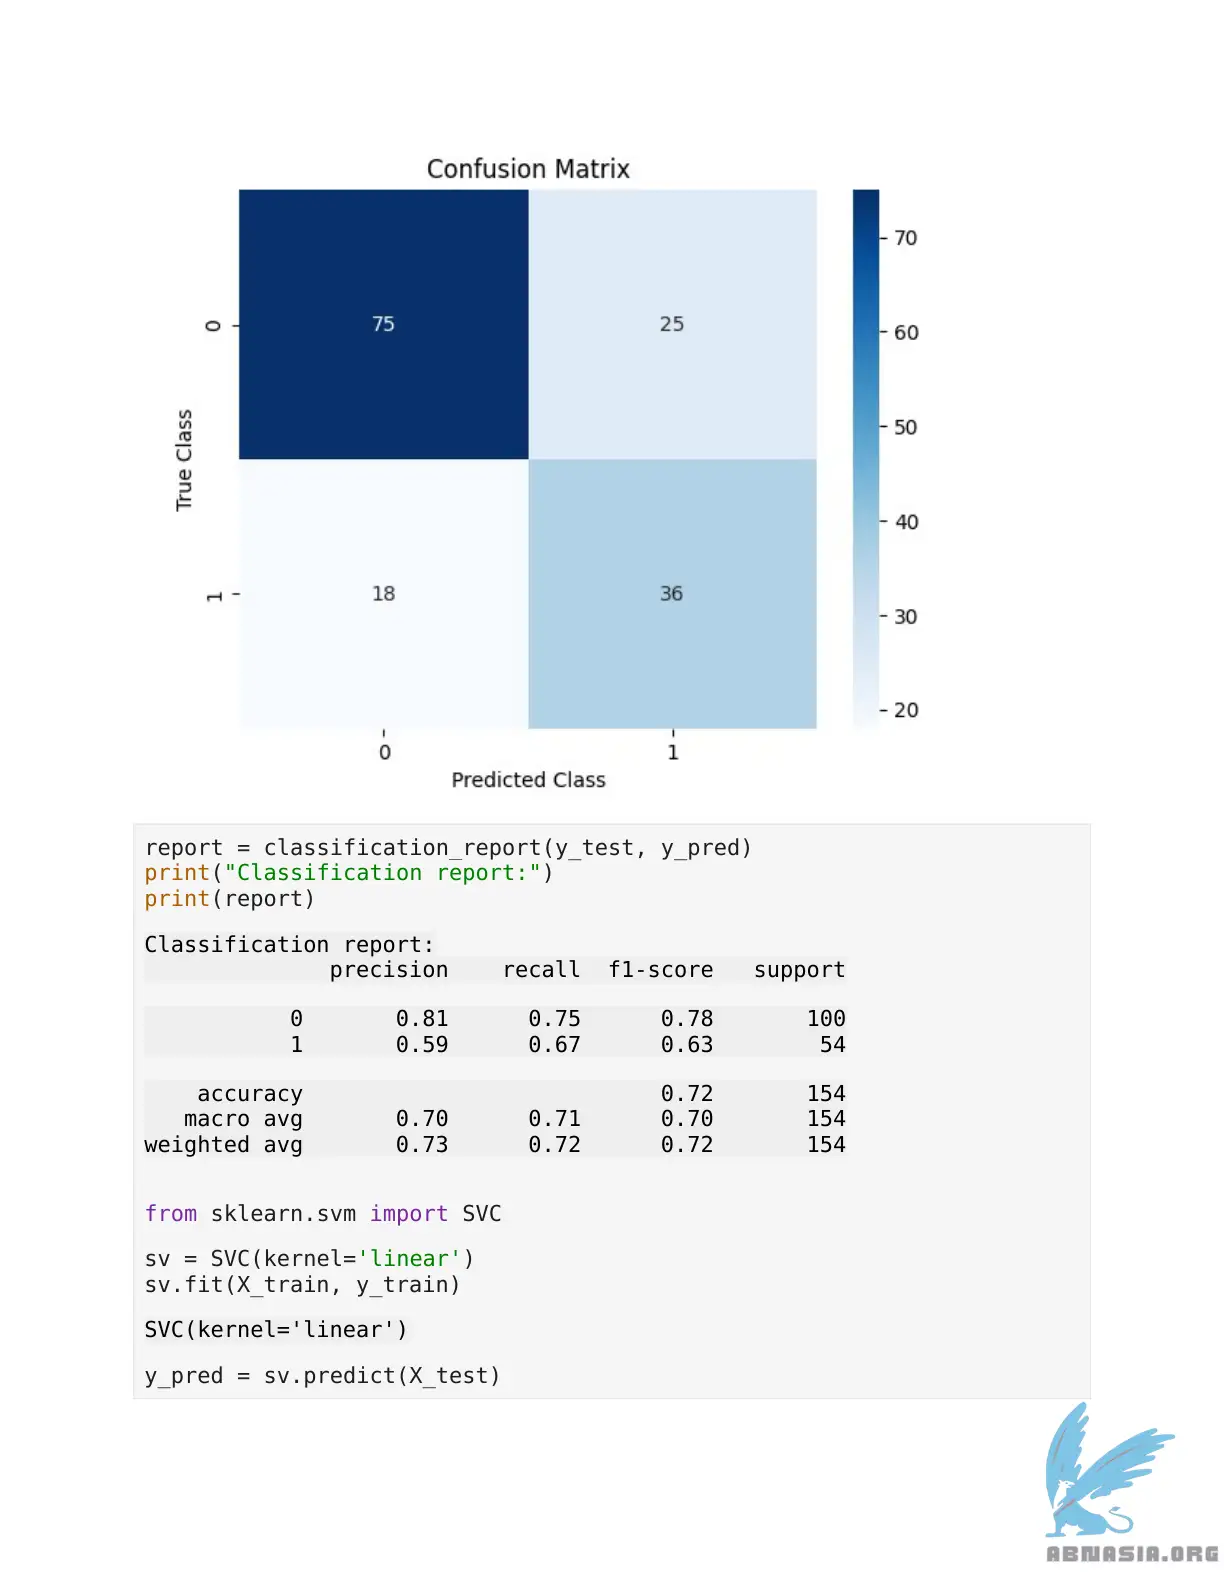 Confusion Matrix
75 25
18 36
0
1
True Class
0 1
Predicted Class
70
60
50
40
30
20
report = classification_report(y_test, y_pred)
print("Classification report:")
print(report)
Classification report:
precision recall f1-score support
0 0.81 0.75 0.78 100
1 0.59 0.67 0.63 54
accuracy 0.72 154
macro avg 0.70 0.71 0.70 154
weighted avg 0.73 0.72 0.72 154
from sklearn.svm import SVC
sv = SVC(kernel='linear')
sv.fit(X_train, y_train)
SVC(kernel='linear')
y_pred = sv.predict(X_test)
ABNASIA.ORG